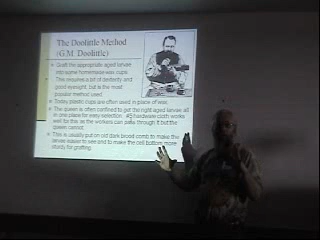 The Doolittle Method
(G.M. Doolittle)
Graft the appropriate aged larvae
into some homemade wax cups.
This requires a lot of dexterity and
good eyesight, but is the most
popular method used
Today plastic cups are often used in place of wax.
The queen is often confined to get the right aged larvae all
in one place for easy selection. #5 hardware cloth works
well for this as the workers can pass through it but the
queen cannot.
This is usually put on old dark brood comb to make the
larvae easier to see and to make the cell bottom more
sturdy for grafting.